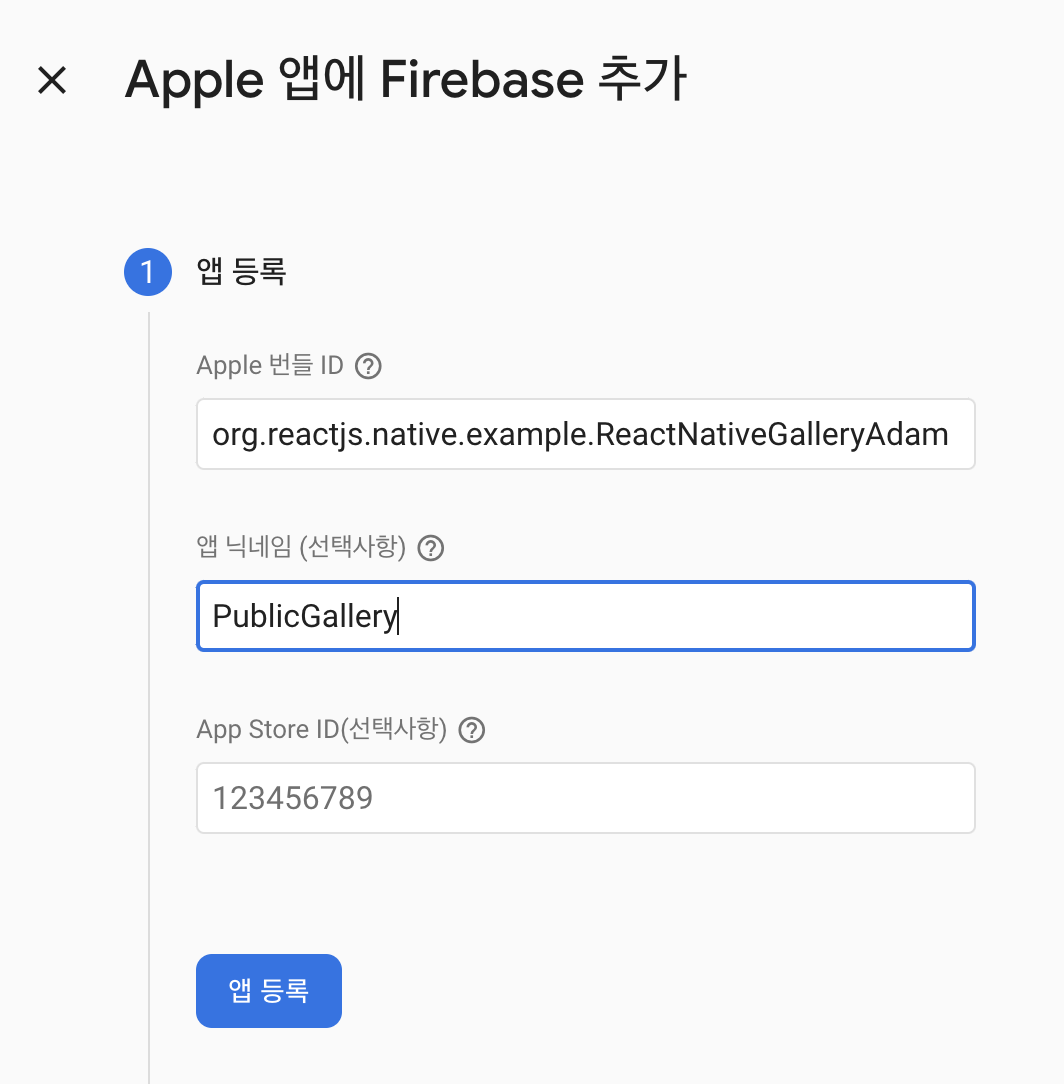 Apple 앱에 Firebase 추가
1 앱 등록
Apple 번들 ID
org.reactjs.native.example.ReactNativeGalleryAdam
앱 닉네임 (선택사항)
PublicGallery
App Store ID(선택사항)
123456789
앱 등록